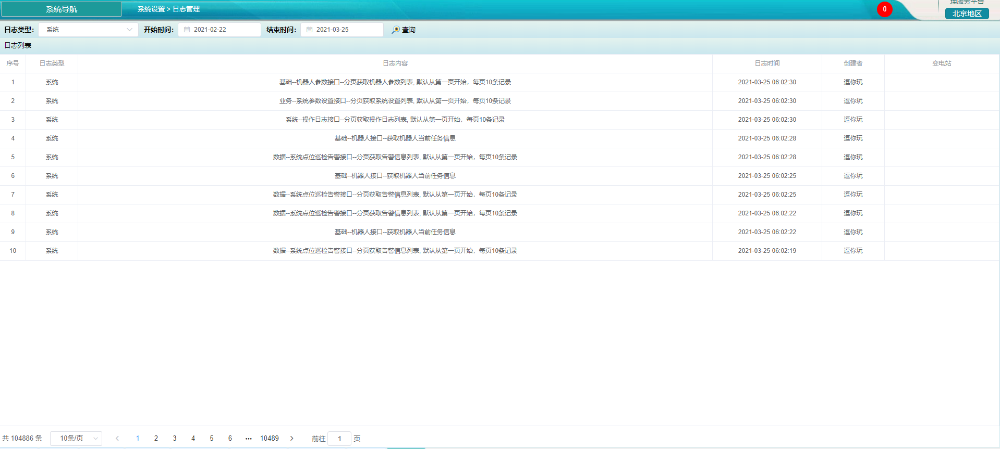 系统导航 系统设置 > 日志管理 0 理服务平台
北京地区
日志类型: 系统 开始时间: 2021-02-22 结束时间: 2021-03-25 查询
日志列表
序号 日志类型 日志内容 日志时间 创建者 变电站
1 系统 基础--机器人参数接口--分页获取机器人参数列表, 默认从第一页开始，每页10条记录 2021-03-25 06:02:30 逗你玩
2 系统 业务--系统参数设置接口--分页获取系统设置列表, 默认从第一页开始，每页10条记录 2021-03-25 06:02:30 逗你玩
3 系统 系统--操作日志接口--分页获取操作日志列表, 默认从第一页开始，每页10条记录 2021-03-25 06:02:30 逗你玩
4 系统 基础--机器人接口--获取机器人当前任务信息 2021-03-25 06:02:28 逗你玩
5 系统 数据--系统点位巡检告警接口--分页获取告警信息列表, 默认从第一页开始，每页10条记录 2021-03-25 06:02:28 逗你玩
6 系统 基础--机器人接口--获取机器人当前任务信息 2021-03-25 06:02:25 逗你玩
7 系统 数据--系统点位巡检告警接口--分页获取告警信息列表, 默认从第一页开始，每页10条记录 2021-03-25 06:02:25 逗你玩
8 系统 数据--系统点位巡检告警接口--分页获取告警信息列表, 默认从第一页开始，每页10条记录 2021-03-25 06:02:22 逗你玩
9 系统 基础--机器人接口--获取机器人当前任务信息 2021-03-25 06:02:22 逗你玩
10 系统 数据--系统点位巡检告警接口--分页获取告警信息列表, 默认从第一页开始，每页10条记录 2021-03-25 06:02:19 逗你玩
共 104886 条 10条/页 < 1 2 3 4 5 6 ••• 10489 > 前往 1 页